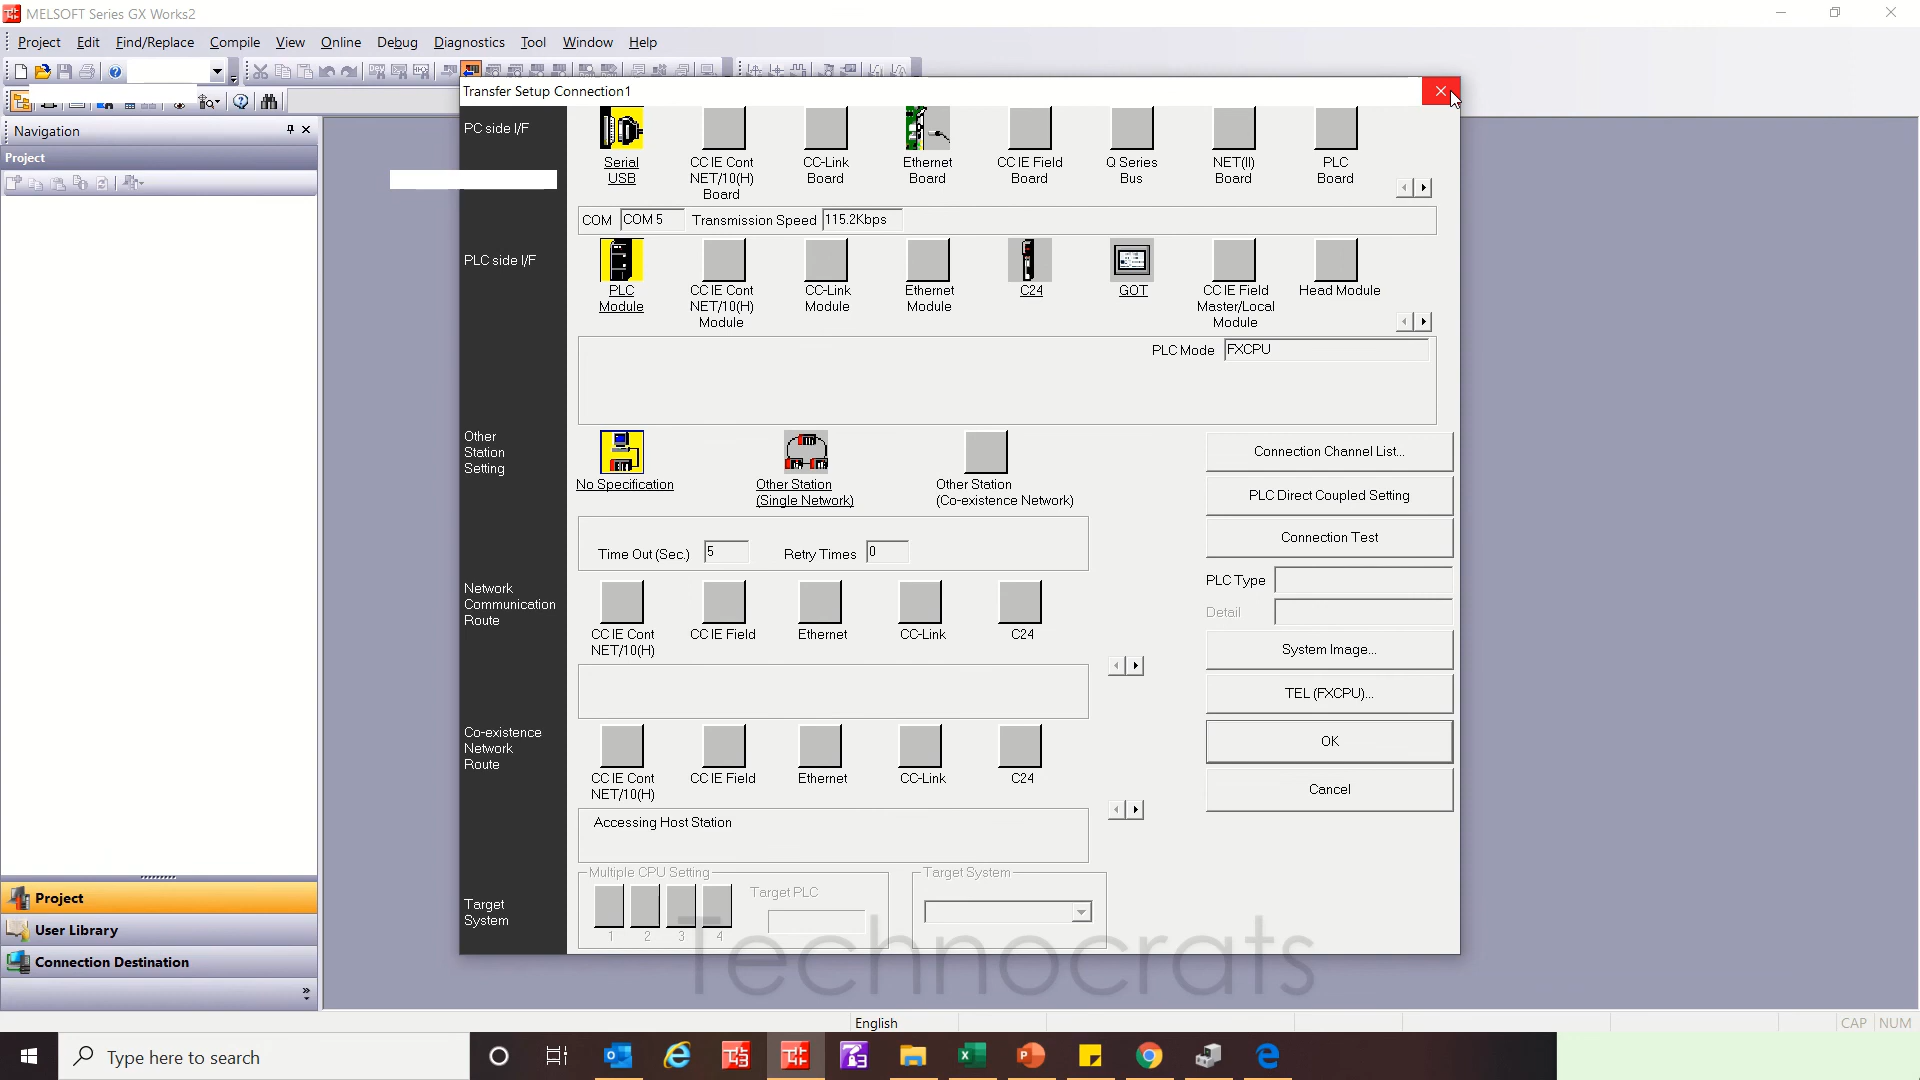 MELSOFT Series GX Works2
Project Edit Find/Replace Compile View Online Debug Diagnostics Tool Window Help
Transfer Setup Connection1
Navigation
Project
PC side I/F
Serial
USB
CC IE Cont
NET/10(H)
Board
CC-Link
Board
Ethernet
Board
CC IE Field
Board
Q Series
Bus
NET(II)
Board
PLC
Board
COM COM 5 Transmission Speed 115.2Kbps
PLC side I/F
PLC
Module
CC IE Cont
NET/10(H)
Module
CC-Link
Module
Ethernet
Module
C24
GOT
CC IE Field
Master/Local
Module
Head Module
PLC Mode FXCPU
Other
Station
Setting
No Specification
Other Station
(Single Network)
Other Station
(Co-existence Network)
Time Out (Sec.) 5 Retry Times 0
Connection Channel List...
PLC Direct Coupled Setting
Connection Test
PLC Type
Detail
System Image...
TEL (FXCPU)...
OK
Cancel
Network
Communication
Route
CC IE Cont
NET/10(H)
CC IE Field
Ethernet
CC-Link
C24
Co-existence
Network
Route
CC IE Cont
NET/10(H)
CC IE Field
Ethernet
CC-Link
C24
Accessing Host Station
Target
System
Multiple CPU Setting
1 2 3 4
Target PLC
Target System
Project
User Library
Connection Destination
Technocrats
English
CAP NUM
Type here to search